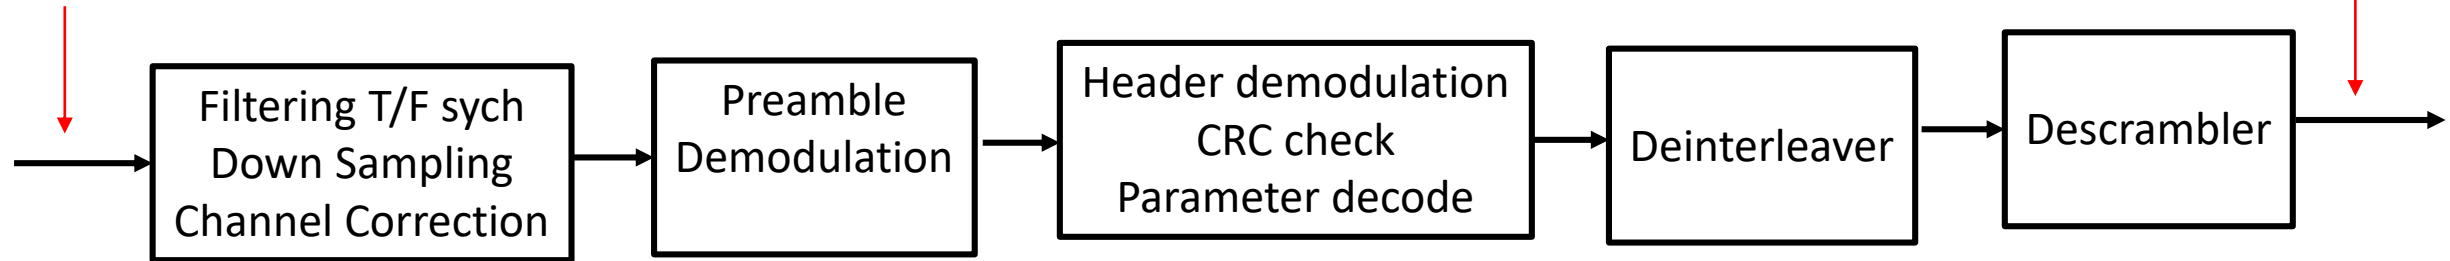 Filtering T/F sych
Down Sampling
Channel Correction
Preamble
Demodulation
Header demodulation
CRC check
Parameter decode
Deinterleaver
Descrambler